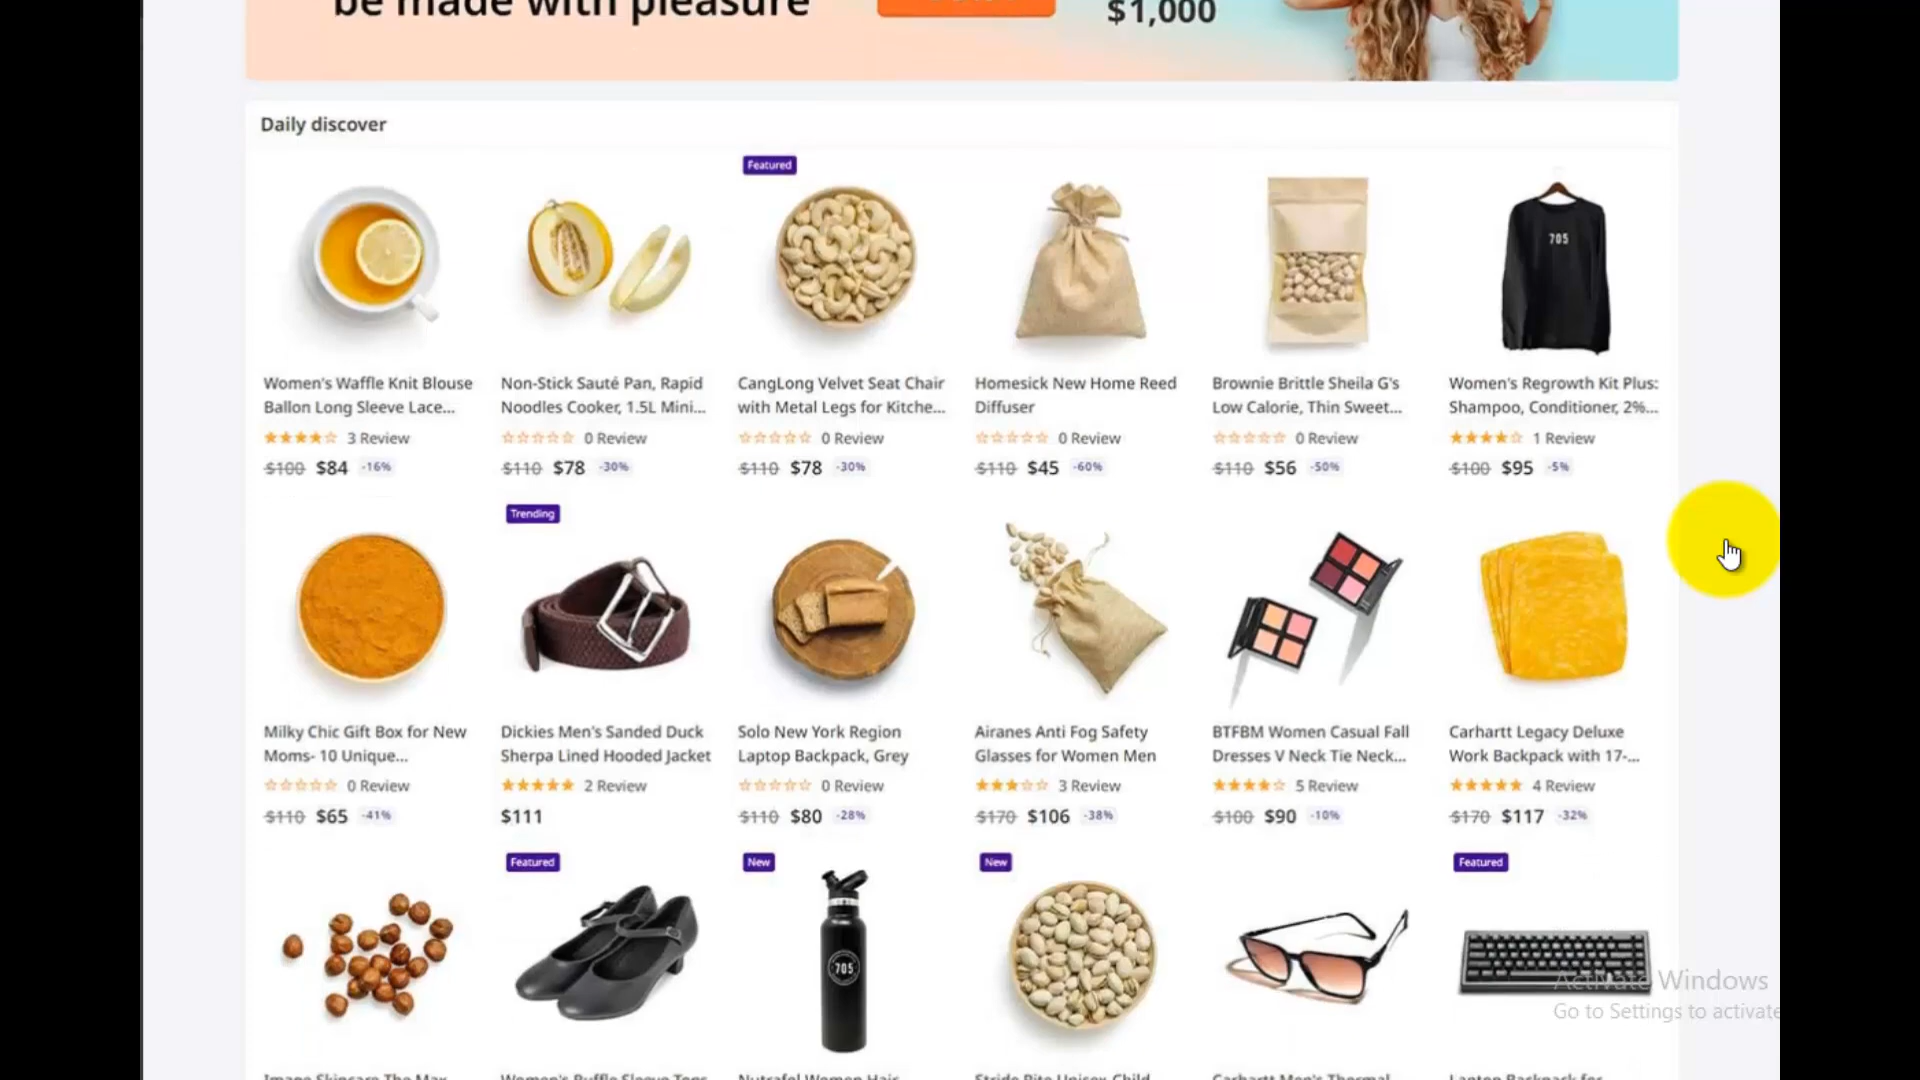 be made with pleasure
$1,000
Daily discover
Featured
705
Women's Waffle Knit Blouse
Ballon Long Sleeve Lace...
3 Review
$100 $84 -16%
Non-Stick Sauté Pan, Rapid
Noodles Cooker, 1.5L Mini...
0 Review
$110 $78 -30%
CangLong Velvet Seat Chair
with Metal Legs for Kitche...
0 Review
$110 $78 -30%
Homesick New Home Reed
Diffuser
0 Review
$110 $45 -60%
Brownie Brittle Sheila G's
Low Calorie, Thin Sweet...
0 Review
$110 $56 -50%
Women's Regrowth Kit Plus:
Shampoo, Conditioner, 2%...
1 Review
$100 $95 -5%
Trending
Milky Chic Gift Box for New
Moms- 10 Unique...
0 Review
$110 $65 -41%
Dickies Men's Sanded Duck
Sherpa Lined Hooded Jacket
2 Review
$111
Solo New York Region
Laptop Backpack, Grey
0 Review
$110 $80 -28%
Airanes Anti Fog Safety
Glasses for Women Men
3 Review
$170 $106 -38%
BTFBM Women Casual Fall
Dresses V Neck Tie Neck...
5 Review
$100 $90 -10%
Carhartt Legacy Deluxe
Work Backpack with 17-...
4 Review
$170 $117 -32%
Featured
New
New
Featured
705
Activate Windows
Go to Settings to activate
Image Skincare The Max
Women's Ruffle Sleeve Tops
Nutrafol Women Hair
Stride Rite Unisex-Child
Carhartt Men's Thermal
Laptop Backpack for